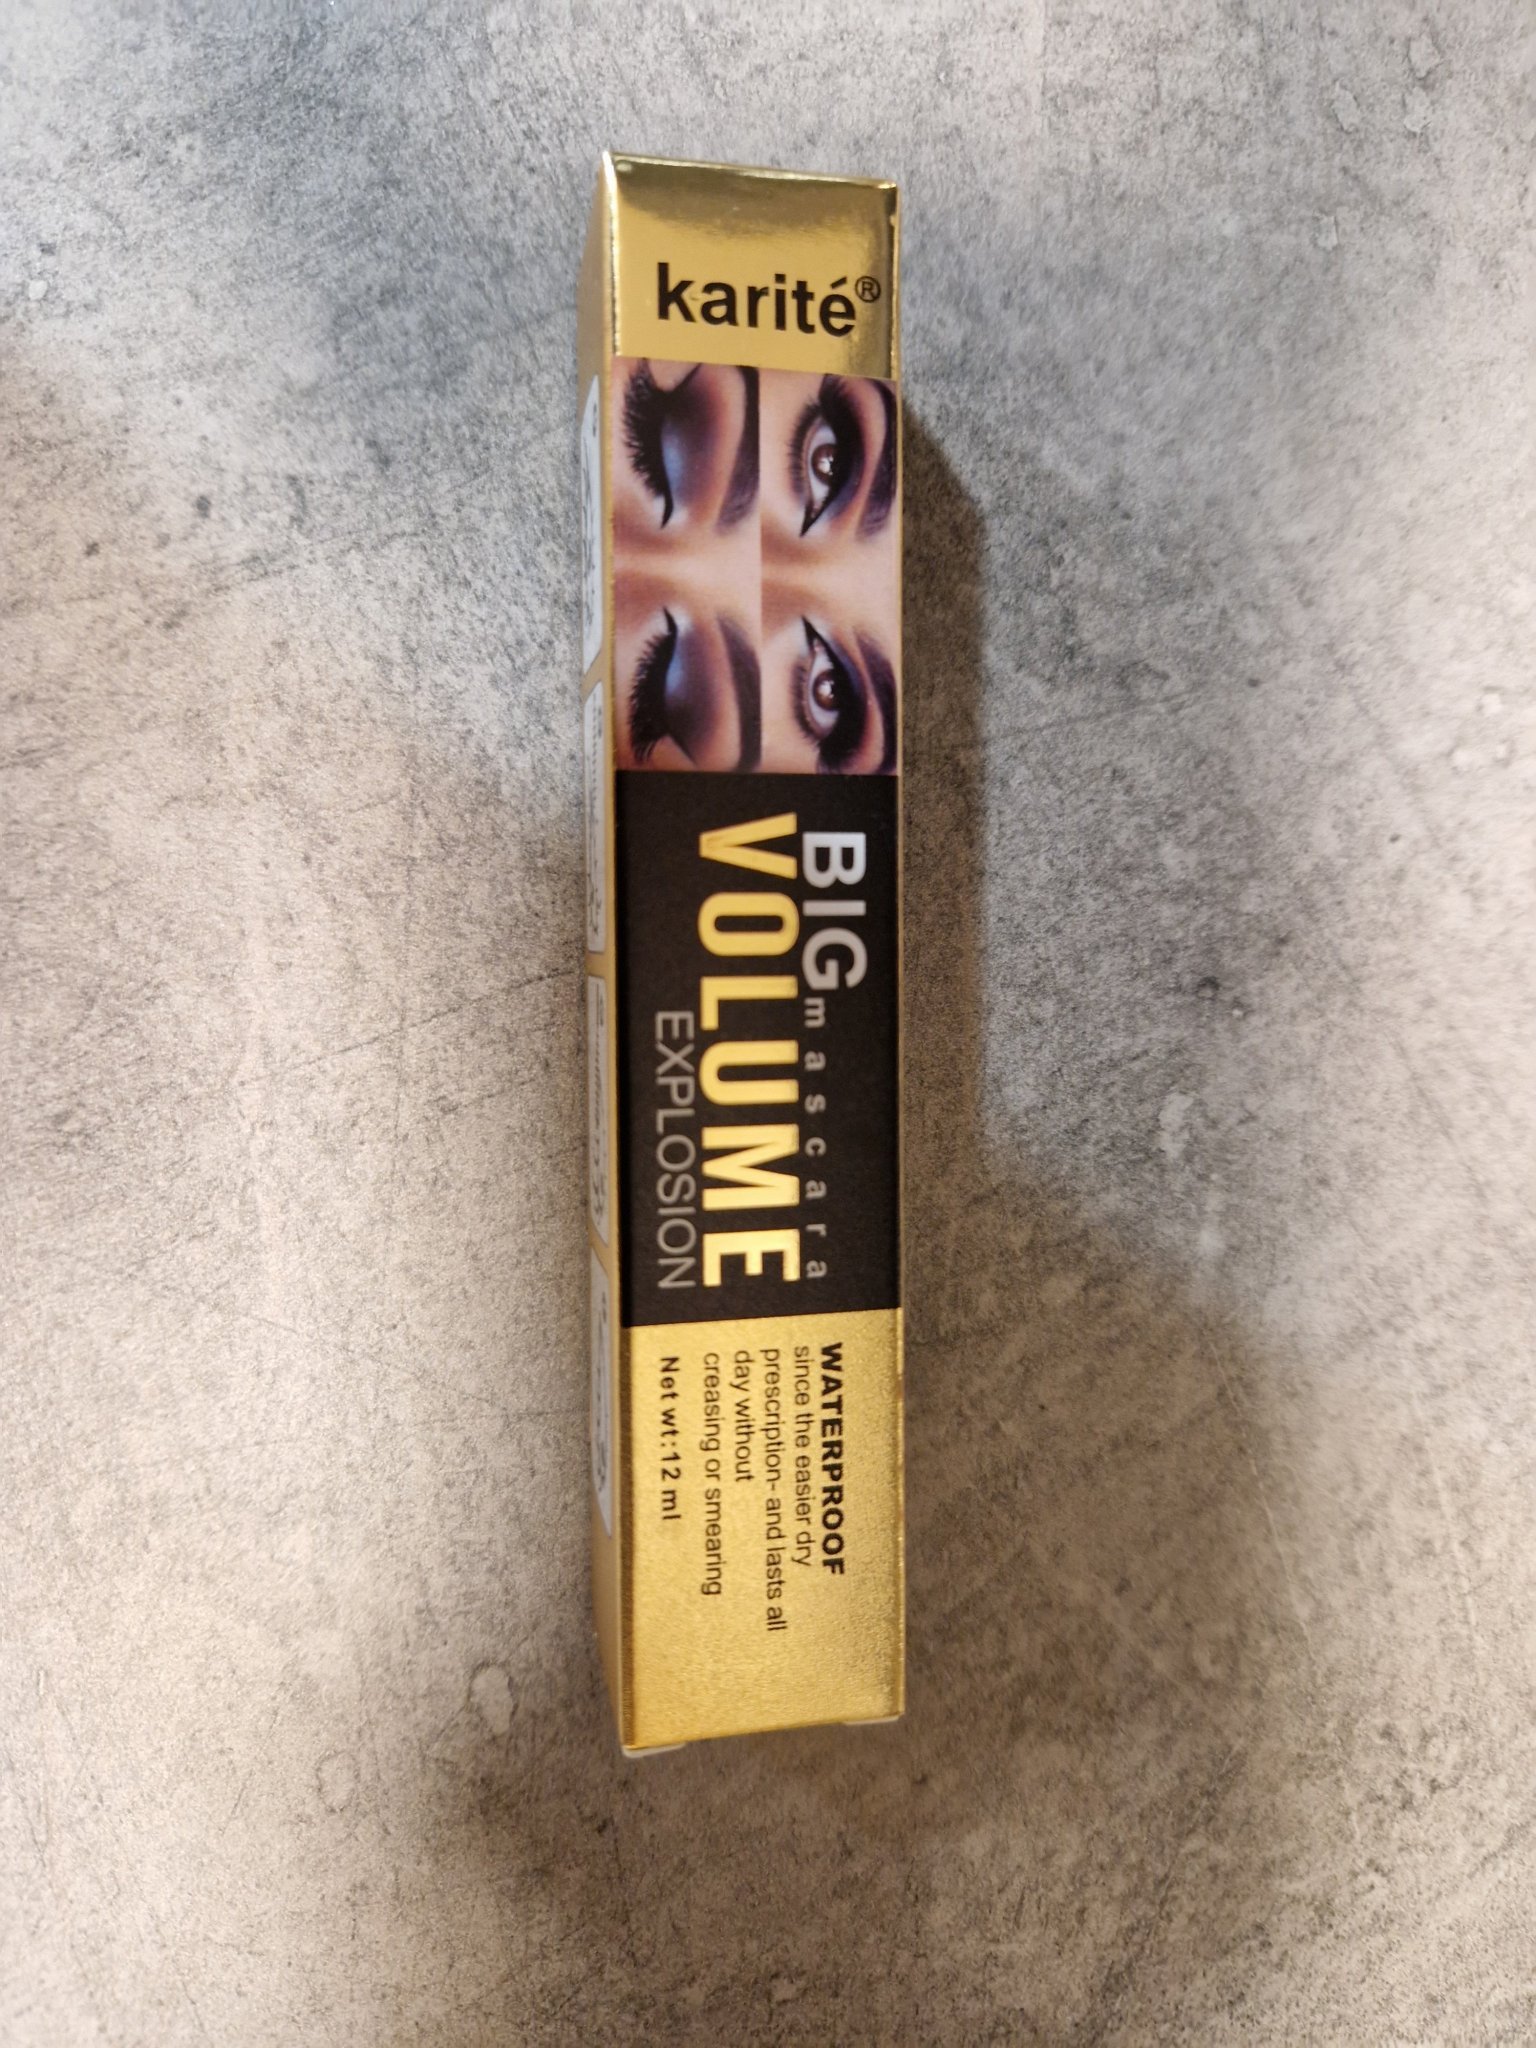 karité®
BIG mascara
VOLUME
EXPLOSION
WATERPROOF
since the easier dry
prescription- and lasts all
day without
creasing or smearing
Net wt:12 ml